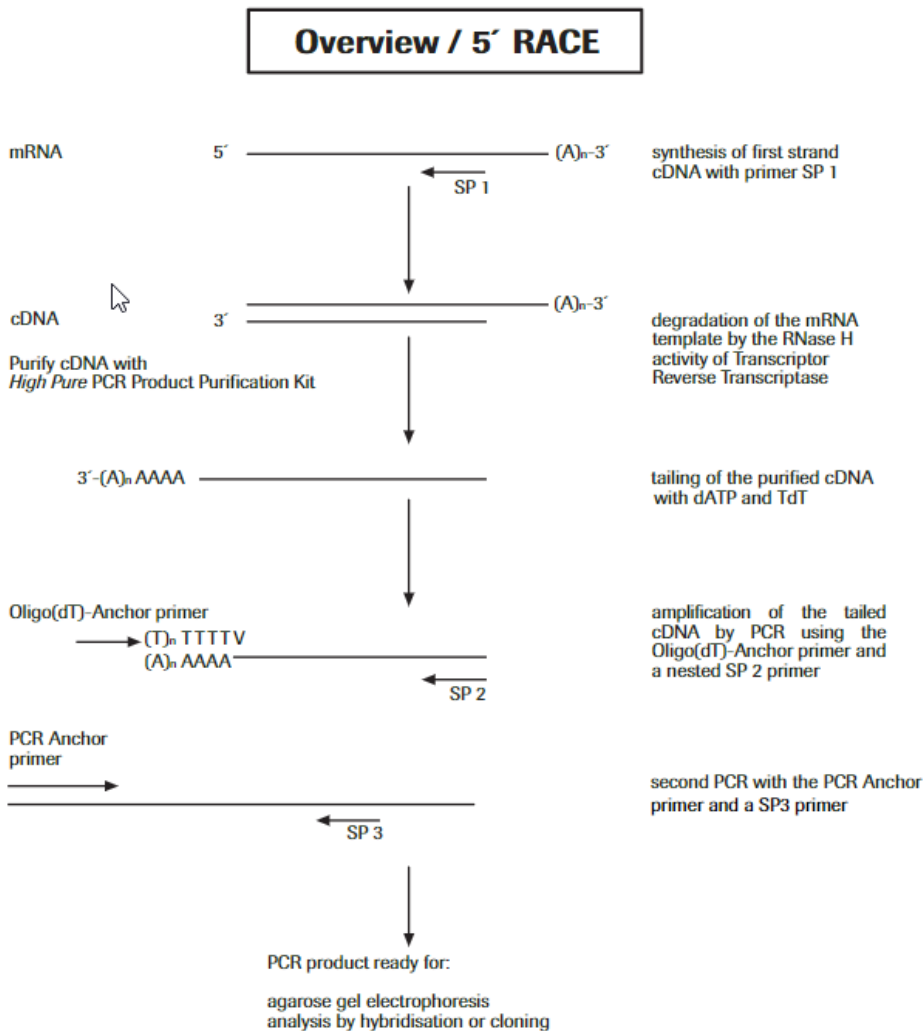 Overview / 5´ RACE
mRNA 5´ (A)n-3´ synthesis of first strand
SP 1 cDNA with primer SP 1
(A)n-3´
cDNA 3´ degradation of the mRNA
template by the RNase H
Purify cDNA with activity of Transcriptor
High Pure PCR Product Purification Kit Reverse Transcriptase
3´-(A)n AAAA tailing of the purified cDNA
with dATP and TdT
Oligo(dT)-Anchor primer amplification of the tailed
(T)n TTTT V cDNA by PCR using the
(A)n AAAA Oligo(dT)-Anchor primer and
SP 2 a nested SP 2 primer
PCR Anchor
primer
second PCR with the PCR Anchor
primer and a SP3 primer
SP 3
PCR product ready for:
agarose gel electrophoresis
analysis by hybridisation or cloning